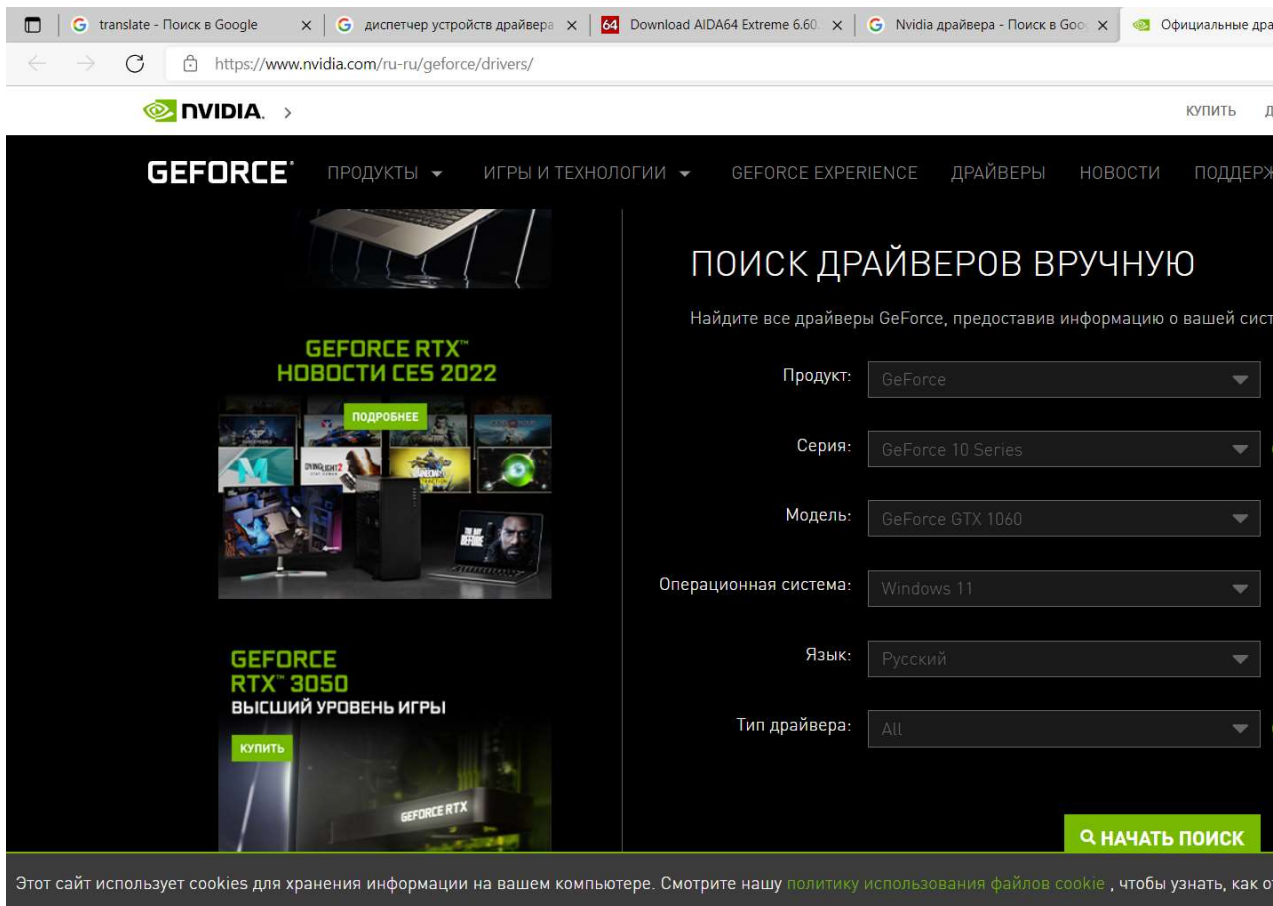 translate - Поиск в Google
диспетчер устройств драйвера
64 Download AIDA64 Extreme 6.60.
Nvidia драйвера - Поиск в Goo
Официальные дра
https://www.nvidia.com/ru-ru/geforce/drivers/
NVIDIA.
КУПИТЬ Д
GEFORCE ПРОДУКТЫ ИГРЫ И ТЕХНОЛОГИИ GEFORCE EXPERIENCE ДРАЙВЕРЫ НОВОСТИ ПОДДЕРЖ
GEFORCE RTX™
НОВОСТИ CES 2022
ПОДРОБНЕЕ
GEFORCE
RTX™ 3050
ВЫСШИЙ УРОВЕНЬ ИГРЫ
КУПИТЬ
GEFORCE RTX
ПОИСК ДРАЙВЕРОВ ВРУЧНУЮ
Найдите все драйверы GeForce, предоставив информацию о вашей сист
Продукт: GeForce
Серия: GeForce 10 Series
Модель: GeForce GTX 1060
Операционная система: Windows 11
Язык: Русский
Тип драйвера: All
НАЧАТЬ ПОИСК
Этот сайт использует cookies для хранения информации на вашем компьютере. Смотрите нашу политику использования файлов cookie , чтобы узнать, как о